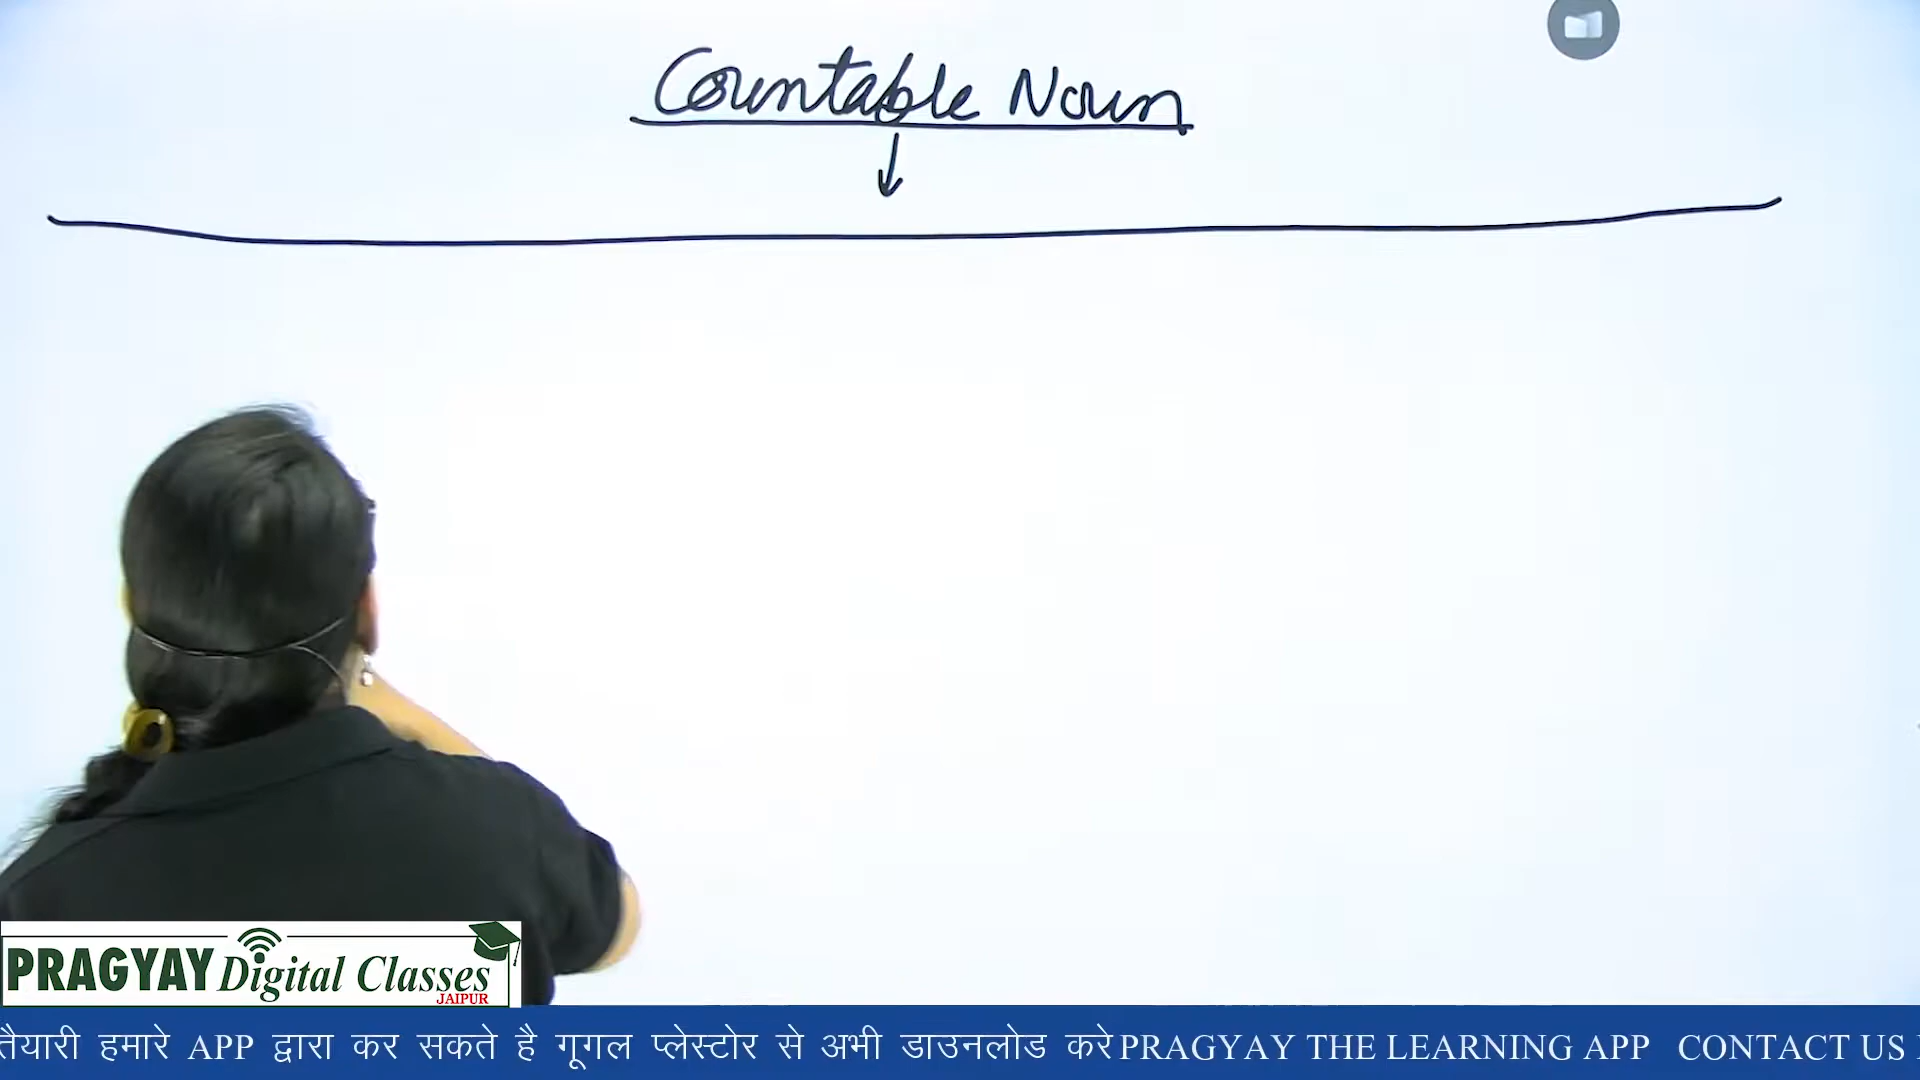 Countable Noun
PRAGYAY Digital Classes
JAIPUR
तैयारी हमारे APP द्वारा कर सकते है गूगल प्लेस्टोर से अभी डाउनलोड करे PRAGYAY THE LEARNING APP CONTACT US